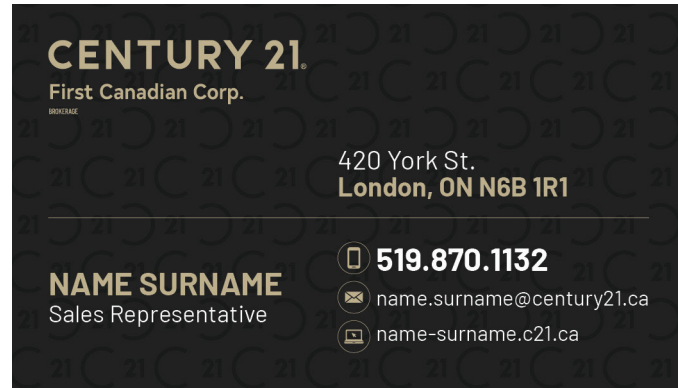 CENTURY 21®
First Canadian Corp.
BROKERAGE
420 York St.
London, ON N6B 1R1
NAME SURNAME
Sales Representative
519.870.1132
name.surname@century21.ca
name-surname.c21.ca